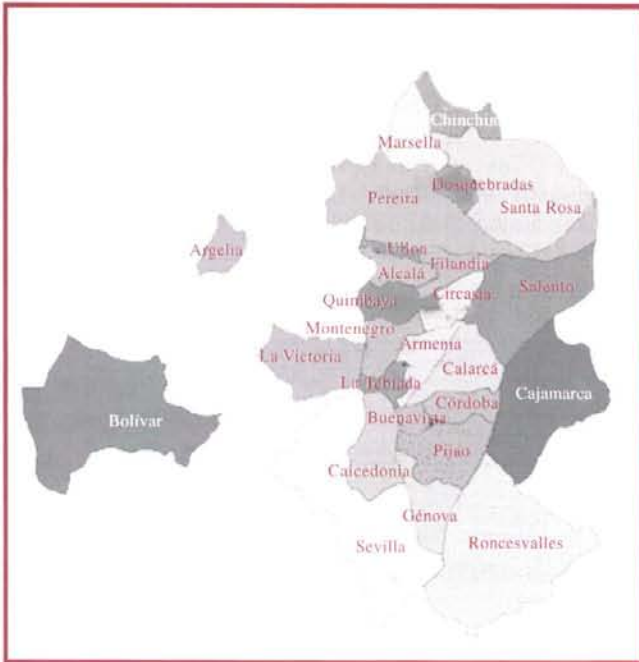 Chinchiná
Marsella
Dosquebradas
Pereira
Santa Rosa
Argelia
Ulloa
Filandia
Alcalá
Salento
Circasia
Quimbaya
Montenegro
Armenia
La Victoria
Calarcá
La Tebiada
Cajamarca
Córdoba
Bolívar
Buenavista
Pijao
Caicedonia
Génova
Sevilla
Roncesvalles